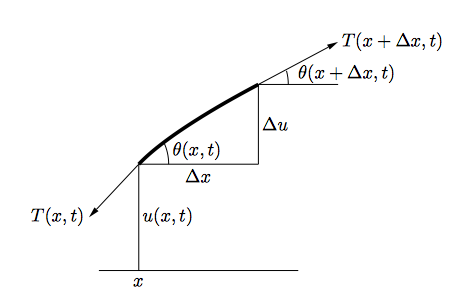 T(x + Δx, t)
θ(x + Δx, t)
Δu
θ(x, t)
Δx
T(x, t)
u(x, t)
x